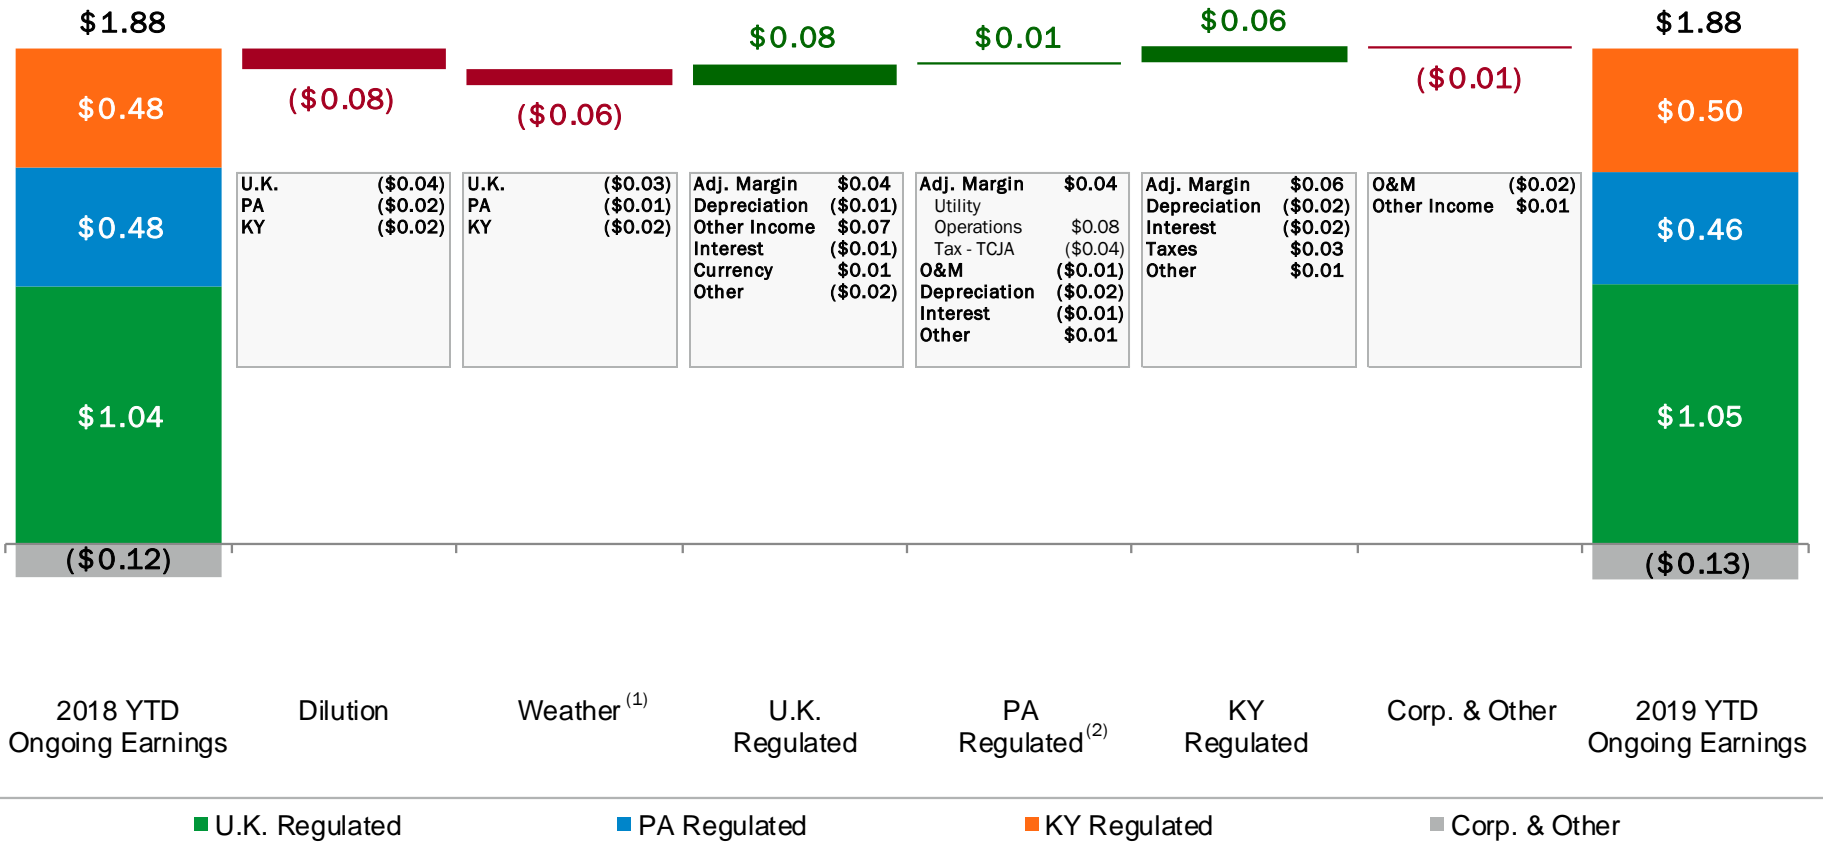 $1.88
$0.48
$0.48
$1.04
($0.12)
($0.08)
U.K. ($0.04)
PA ($0.02)
KY ($0.02)
($0.06)
U.K. ($0.03)
PA ($0.01)
KY ($0.02)
$0.08
Adj. Margin $0.04
Depreciation ($0.01)
Other Income $0.07
Interest ($0.01)
Currency $0.01
Other ($0.02)
$0.01
Adj. Margin $0.04
Utility
Operations $0.08
Tax - TCJA ($0.04)
O&M ($0.01)
Depreciation ($0.02)
Interest ($0.01)
Other $0.01
$0.06
Adj. Margin $0.06
Depreciation ($0.02)
Interest ($0.02)
Taxes $0.03
Other $0.01
($0.01)
O&M ($0.02)
Other Income $0.01
$1.88
$0.50
$0.46
$1.05
($0.13)
2018 YTD
Ongoing Earnings
Dilution
Weather (1)
U.K.
Regulated
PA
Regulated (2)
KY
Regulated
Corp. & Other
2019 YTD
Ongoing Earnings
U.K. Regulated
PA Regulated
KY Regulated
Corp. & Other